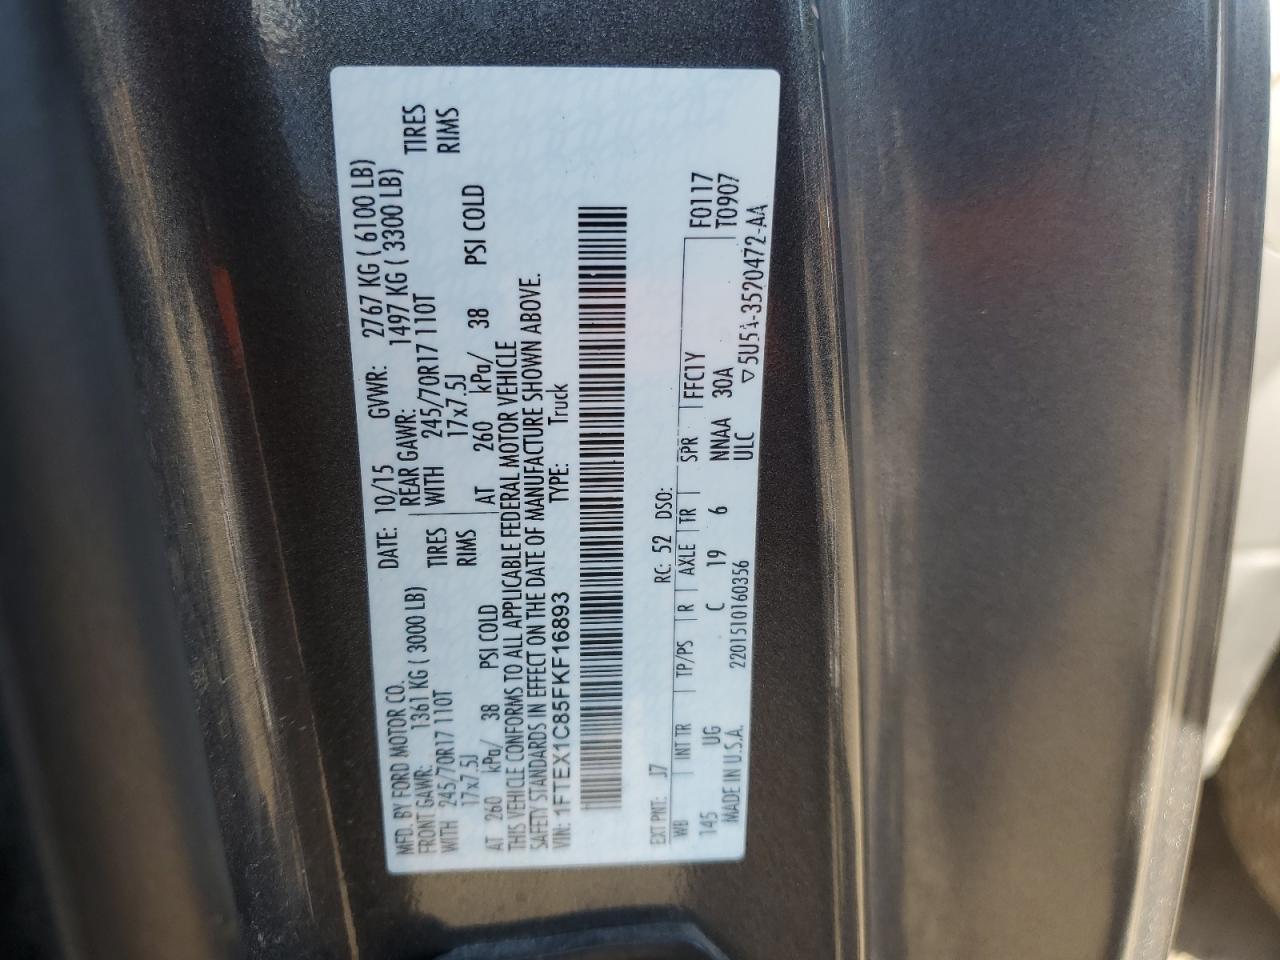 MFD. BY FORD MOTOR CO.
DATE: 10/15 GVWR: 2767 KG ( 6100 LB)
FRONT GAWR: 1361 KG ( 3000 LB) REAR GAWR: 1497 KG ( 3300 LB)
WITH 245/70R17 110T TIRES WITH 245/70R17 110T TIRES
17x7.5J RIMS 17x7.5J RIMS
AT 260 kPa/ 38 PSI COLD AT 260 kPa/ 38 PSI COLD
THIS VEHICLE CONFORMS TO ALL APPLICABLE FEDERAL MOTOR VEHICLE
SAFETY STANDARDS IN EFFECT ON THE DATE OF MANUFACTURE SHOWN ABOVE.
VIN: 1FTEX1C85FKF16893 TYPE: Truck
EXT PNT: J7 RC: 52 DSO:
WB INT TR TP/PS R AXLE TR SPR FFC1Y F0117
145 UG C 19 6 NNAA 30A T0907
MADE IN U.S.A. 2201510160356 ULC
▽5U5A-3520472-AA